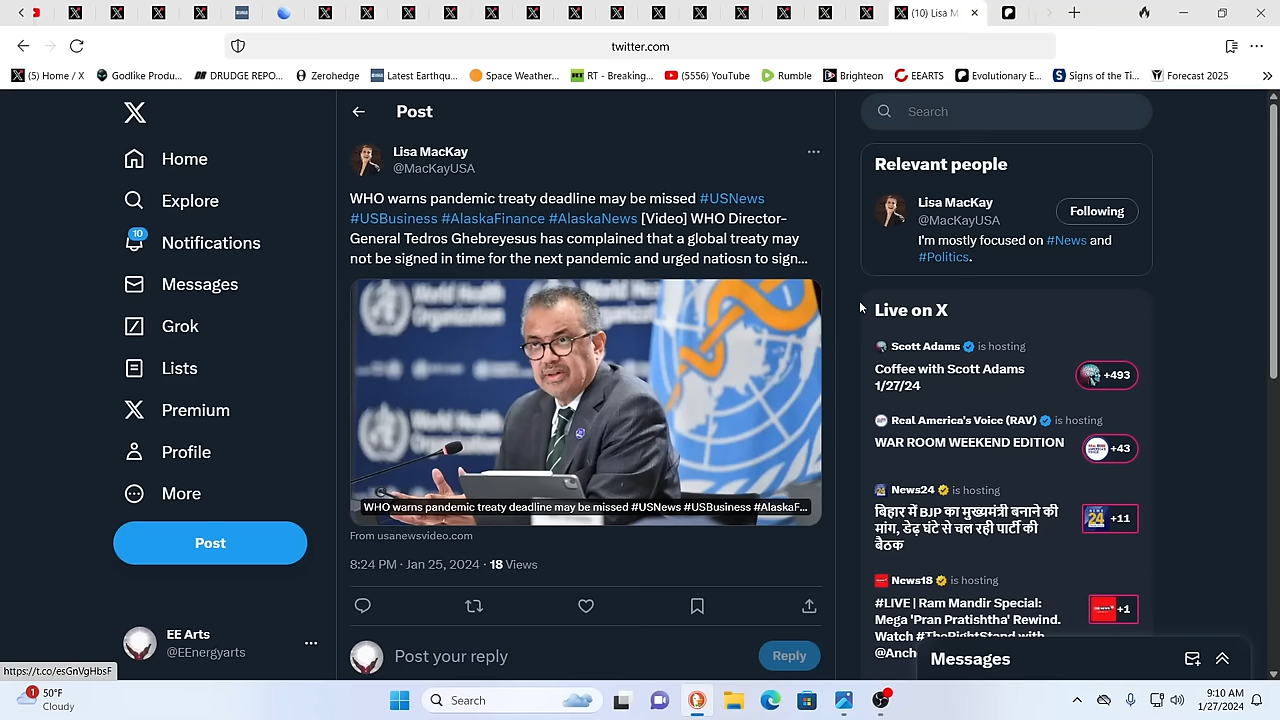 (10) Lisa M
twitter.com
(5) Home / X
Godlike Produ...
DRUDGE REPO...
Zerohedge
Latest Earthqu...
Space Weather...
RT - Breaking...
(5556) YouTube
Rumble
Brighteon
EEARTS
Evolutionary E...
Signs of the Ti...
Forecast 2025
Home
Explore
10
Notifications
Messages
Grok
Lists
Premium
Profile
More
Post
EE Arts
@EEnergyarts
https://t.co/esGnVgHbsF
Post
Lisa MacKay
@MacKayUSA
WHO warns pandemic treaty deadline may be missed #USNews
#USBusiness #AlaskaFinance #AlaskaNews [Video] WHO Director-
General Tedros Ghebreyesus has complained that a global treaty may
not be signed in time for the next pandemic and urged natiosn to sign...
World Health
Organization
WHO warns pandemic treaty deadline may be missed #USNews #USBusiness #AlaskaF...
From usanewsvideo.com
8:24 PM · Jan 25, 2024 · 18 Views
Post your reply
Reply
Search
Relevant people
Lisa MacKay
@MacKayUSA
Following
I'm mostly focused on #News and
#Politics.
Live on X
Scott Adams is hosting
Coffee with Scott Adams
1/27/24
+493
Real America's Voice (RAV) is hosting
WAR ROOM WEEKEND EDITION
+43
News24 is hosting
बिहार में BJP का मुख्यमंत्री बनाने की
मांग, डेढ़ घंटे से चल रही पार्टी की
बैठक
24
+11
News18 is hosting
#LIVE | Ram Mandir Special:
Mega 'Pran Pratishtha' Rewind.
Watch #TheRightStand with
@Anch
+1
Messages
1
50°F
Cloudy
Search
9:10 AM
1/27/2024